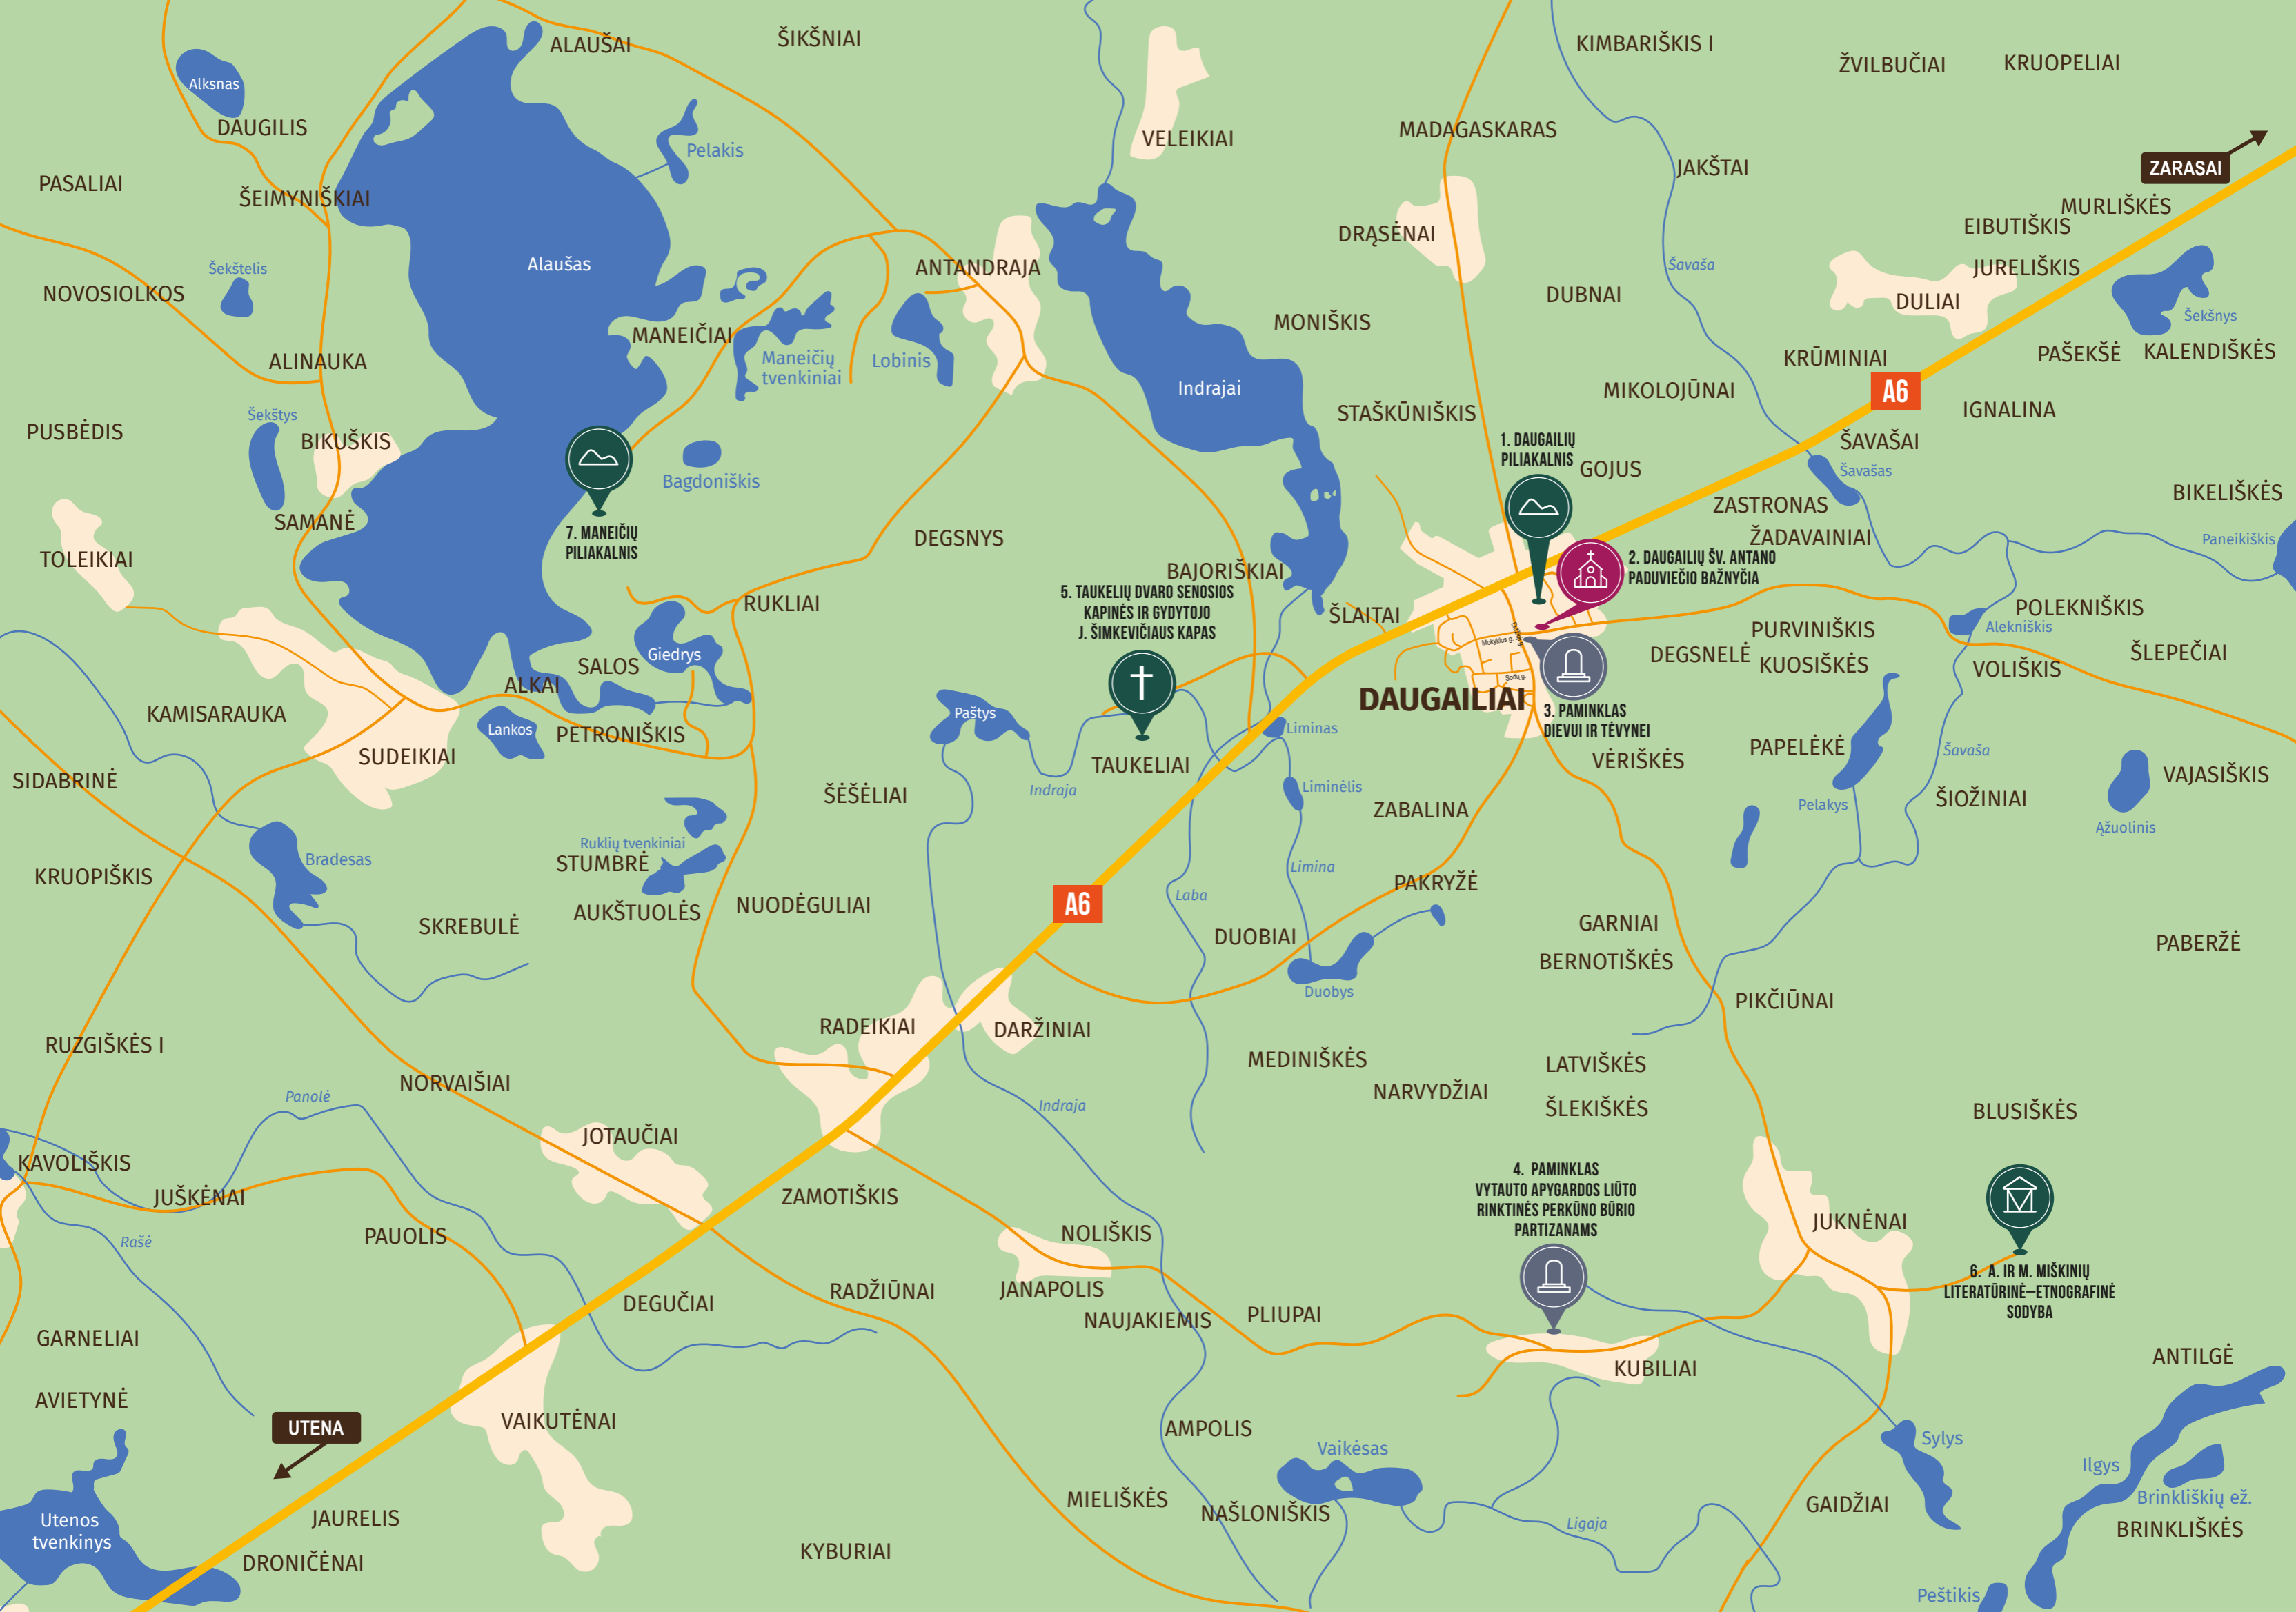 ALAUŠAI
ŠIKŠNIAI
KIMBARIŠKIS I
ŽVILBUČIAI
KRUOPELIAI
Alksnas
DAUGILIS
Pelakis
VELEIKIAI
MADAGASKARAS
JAKŠTAI
ZARASAI
PASALIAI
ŠEIMYNIŠKIAI
MURLIŠKĖS
EIBUTIŠKIS
DRĄSĖNAI
Alaušas
Šavaša
ANTANDRAJA
JURELIŠKIS
Šekštelis
NOVOSIOLKOS
DUBNAI
DULIAI
Šekšnys
MONIŠKIS
MANEIČIAI
Maneičių
tvenkiniai
Lobinis
ALINAUKA
KRŪMINIAI
PAŠEKŠĖ
KALENDIŠKĖS
Indrajai
MIKOLOJŪNAI
A6
IGNALINA
STAŠKŪNIŠKIS
Šekštys
PUSBĖDIS
BIKUŠKIS
1. DAUGAILIŲ
PILIAKALNIS
GOJUS
ŠAVAŠAI
Šavašas
Bagdoniškis
BIKELIŠKĖS
ZASTRONAS
SAMANĖ
7. MANEIČIŲ
PILIAKALNIS
DEGSNYS
ŽADAVAINIAI
Paneikiškis
TOLEIKIAI
2. DAUGAILIŲ ŠV. ANTANO
PADUVIEČIO BAŽNYČIA
BAJORIŠKIAI
5. TAUKELIŲ DVARO SENOSIOS
KAPINĖS IR GYDYTOJO
J. ŠIMKEVIČIAUS KAPAS
RUKLIAI
ŠLAITAI
POLEKNIŠKIS
Alekniškis
PURVINIŠKIS
Mokyklos g.
DEGSNELĖ
KUOSIŠKĖS
ŠLEPEČIAI
VOLIŠKIS
Giedrys
SALOS
ALKAI
Sodų g.
DAUGAILIAI
3. PAMINKLAS
DIEVUI IR TĖVYNEI
KAMISARAUKA
Paštys
Lankos
PETRONIŠKIS
Liminas
SUDEIKIAI
TAUKELIAI
VĖRIŠKĖS
PAPELĖKĖ
Šavaša
VAJASIŠKIS
SIDABRINĖ
Indraja
Liminėlis
ŠĖŠĖLIAI
ZABALINA
Pelakys
ŠIOŽINIAI
Ąžuolinis
Ruklių tvenkiniai
STUMBRĖ
Bradesas
KRUOPIŠKIS
Limina
PAKRYŽĖ
Laba
A6
NUODĖGULIAI
AUKŠTUOLĖS
SKREBULĖ
GARNIAI
DUOBIAI
PABERŽĖ
BERNOTIŠKĖS
Duobys
PIKČIŪNAI
RADEIKIAI
DARŽINIAI
RUZGIŠKĖS I
MEDINIŠKĖS
LATVIŠKĖS
NORVAIŠIAI
NARVYDŽIAI
Panolė
Indraja
ŠLEKIŠKĖS
BLUSIŠKĖS
JOTAUČIAI
KAVOLIŠKIS
4. PAMINKLAS
VYTAUTO APYGARDOS LIŪTO
RINKTINĖS PERKŪNO BŪRIO
PARTIZANAMS
JUŠKĖNAI
ZAMOTIŠKIS
JUKNĖNAI
PAUOLIS
NOLIŠKIS
Rašė
6. A. IR M. MIŠKINIŲ
LITERATŪRINĖ–ETNOGRAFINĖ
SODYBA
RADŽIŪNAI
JANAPOLIS
DEGUČIAI
NAUJAKIEMIS
PLIUPAI
GARNELIAI
KUBILIAI
ANTILGĖ
AVIETYNĖ
UTENA
VAIKUTĖNAI
AMPOLIS
Vaikėsas
Sylys
Ilgys
MIELIŠKĖS
NAŠLONIŠKIS
Brinkliškių ež.
GAIDŽIAI
JAURELIS
Utenos
tvenkinys
Ligaja
BRINKLIŠKĖS
KYBURIAI
DRONIČĖNAI
Peštikis